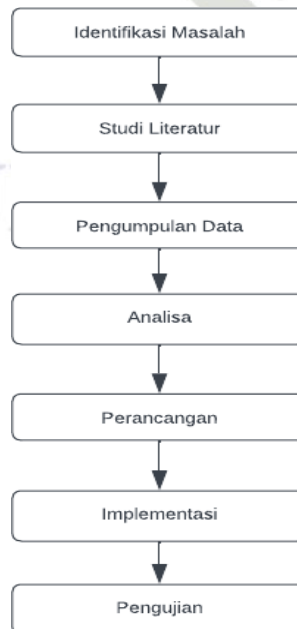 Identifikasi Masalah
Studi Literatur
Pengumpulan Data
Analisa
Perancangan
Implementasi
Pengujian